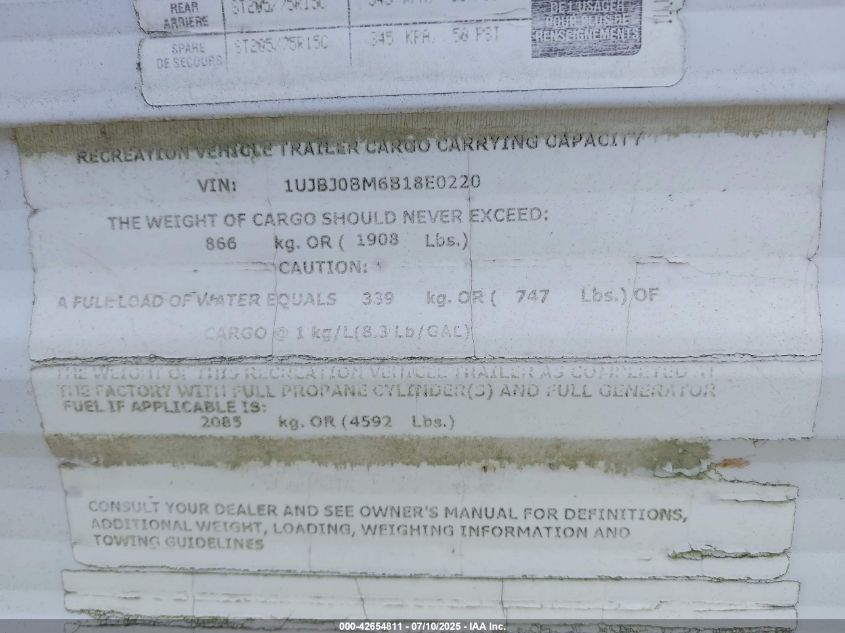 REAR ST205/75R15C 345 KPA. 50 PSI
ARRIERE
DE L'USAGER
POUR PLUS DE
RENSEIGNEMENTS
SPARE ST205/75R15C 345 KPA. 50 PSI
DE SECOURS
RECREATION VEHICLE TRAILER CARGO CARRYING CAPACITY
VIN: 1UJBJ0BM6818E0220
THE WEIGHT OF CARGO SHOULD NEVER EXCEED:
866 kg. OR ( 1908 Lbs.)
CAUTION:
A FULL LOAD OF WATER EQUALS 339 kg. OR ( 747 Lbs.) OF
CARGO @ 1 kg/L(8.3 Lb/GAL)
THE WEIGHT OF THIS RECREATION VEHICLE TRAILER AS COMPLETED AT
THE FACTORY WITH FULL PROPANE CYLINDER(S) AND FULL GENERATOR
FUEL IF APPLICABLE IS:
2085 kg. OR (4592 Lbs.)
CONSULT YOUR DEALER AND SEE OWNER'S MANUAL FOR DEFINITIONS,
ADDITIONAL WEIGHT, LOADING, WEIGHING INFORMATION AND
TOWING GUIDELINES
000-42654811 - 07/10/2025 - IAA Inc.